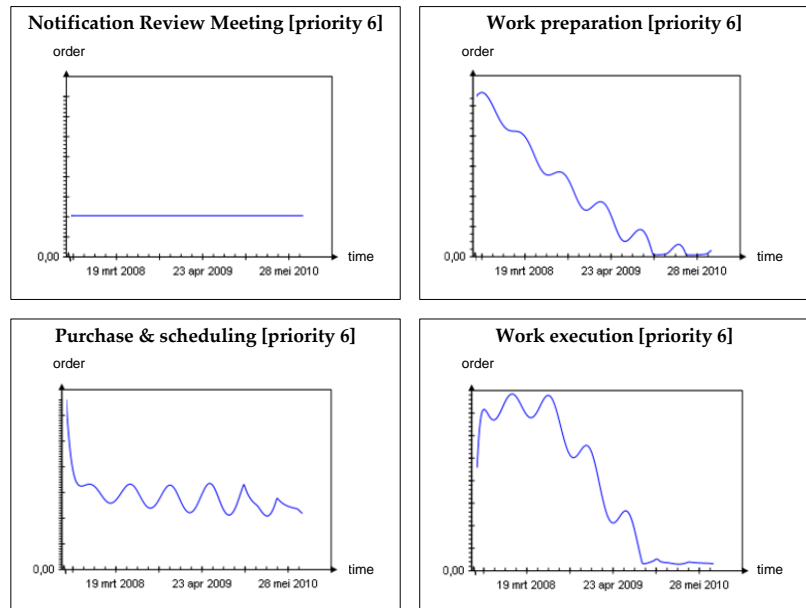 Notification Review Meeting [priority 6]
order
0,00
time
19 mrt 2008 23 apr 2009 28 mei 2010
Work preparation [priority 6]
order
0,00
time
19 mrt 2008 23 apr 2009 28 mei 2010
Purchase & scheduling [priority 6]
order
0,00
time
19 mrt 2008 23 apr 2009 28 mei 2010
Work execution [priority 6]
order
0,00
time
19 mrt 2008 23 apr 2009 28 mei 2010